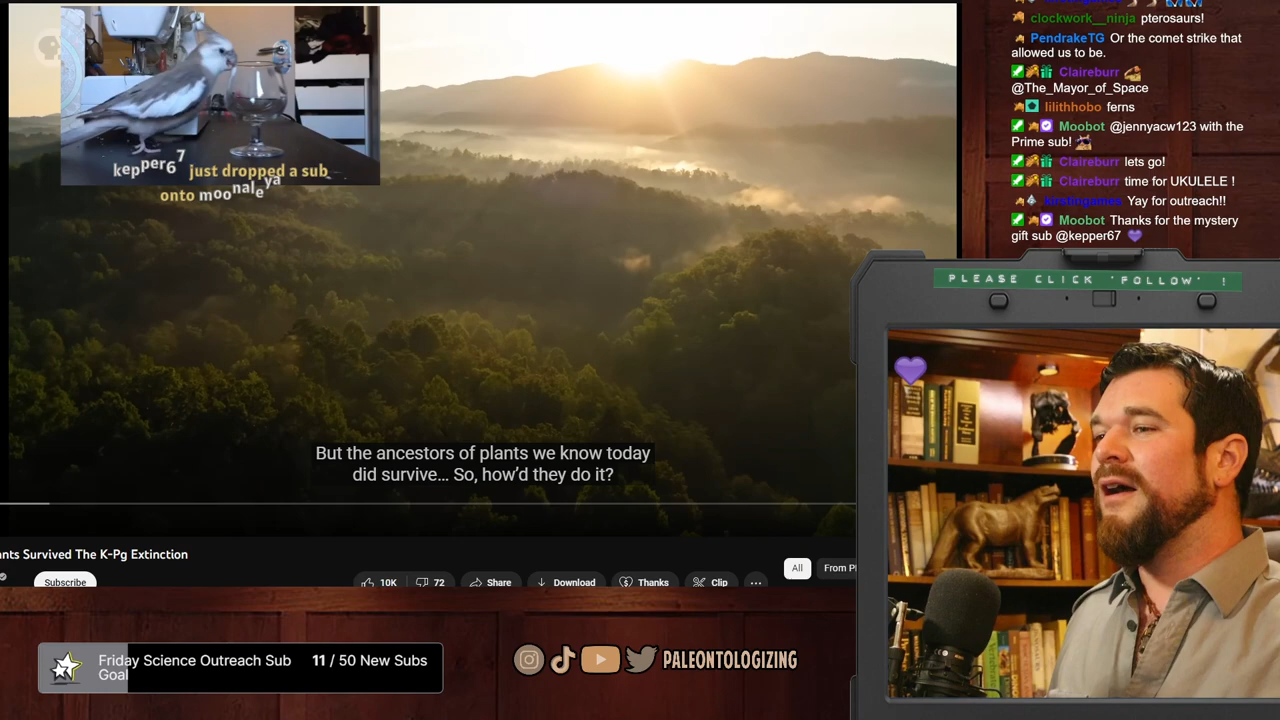 clockwork__ninja pterosaurs!
PendrakeTG Or the comet strike that
allowed us to be.
Claireburr
@The_Mayor_of_Space
lilithhobo ferns
Moobot @jennyacw123 with the
Prime sub!
Claireburr lets go!
Claireburr time for UKULELE !
kirstingames Yay for outreach!!
Moobot Thanks for the mystery
gift sub @kepper67
kepper67 just dropped a sub
onto moonaleya
PLEASE CLICK 'FOLLOW' !
But the ancestors of plants we know today
did survive... So, how'd they do it?
nts Survived The K-Pg Extinction
Subscribe
10K
72
Share
Download
Thanks
Clip
...
All
Friday Science Outreach Sub
Goal
11 / 50 New Subs
PALEONTOLOGIZING